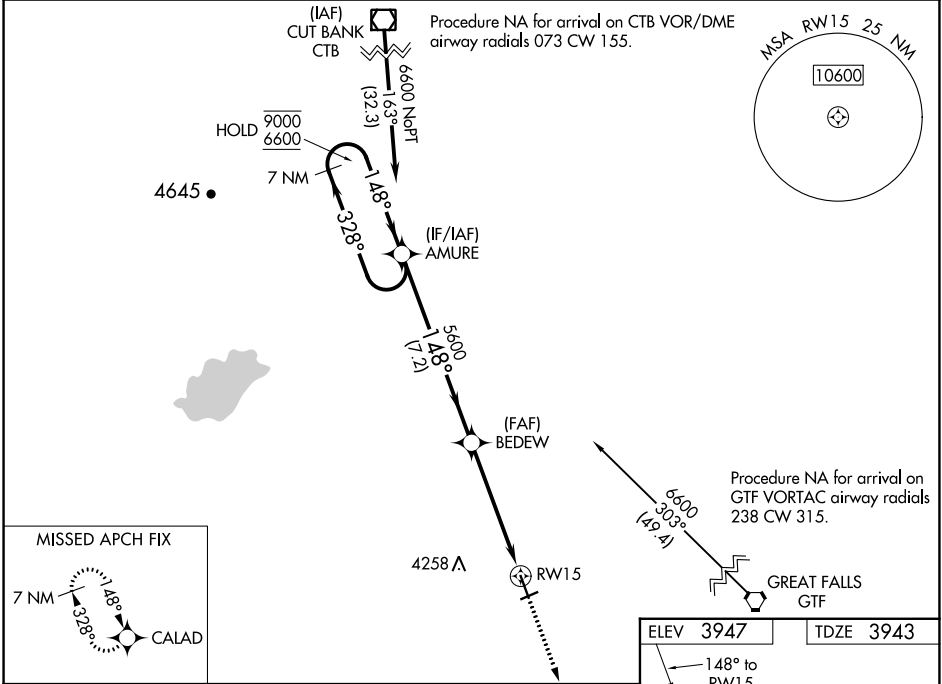 (IAF)
CUT BANK
CTB
Procedure NA for arrival on CTB VOR/DME
airway radials 073 CW 155.
MSA RW15 25 NM
10600
6600 NoPT
163°
(32.3)
HOLD 9000
6600
7 NM
148°
328°
4645
(IF/IAF)
AMURE
5600
148°
(7.2)
(FAF)
BEDEW
Procedure NA for arrival on
GTF VORTAC airway radials
238 CW 315.
6600
303°
(49.4)
GREAT FALLS
GTF
4258
RW15
MISSED APCH FIX
7 NM
148°
328°
CALAD
ELEV 3947
TDZE 3943
148° to
RW15